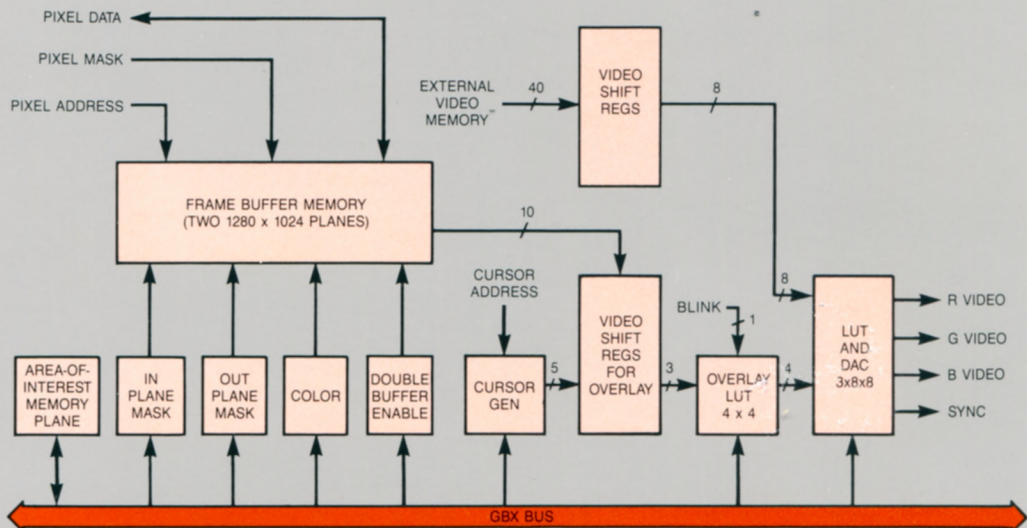 PIXEL DATA
PIXEL MASK
PIXEL ADDRESS
EXTERNAL
VIDEO
MEMORY
40
VIDEO
SHIFT
REGS
8
FRAME BUFFER MEMORY
(TWO 1280 x 1024 PLANES)
10
CURSOR
ADDRESS
BLINK
1
8
AREA-OF-
INTEREST
MEMORY
PLANE
IN
PLANE
MASK
OUT
PLANE
MASK
COLOR
DOUBLE
BUFFER
ENABLE
CURSOR
GEN
5
VIDEO
SHIFT
REGS
FOR
OVERLAY
3
OVERLAY
LUT
4 x 4
4
LUT
AND
DAC
3x8x8
R VIDEO
G VIDEO
B VIDEO
SYNC
GBX BUS